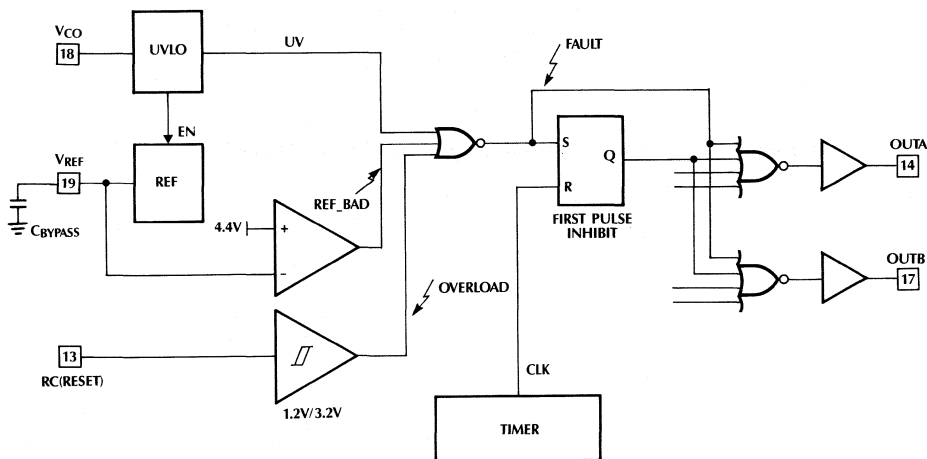 VCO
18
UVLO
UV
FAULT
EN
VREF
19
REF
CBYPASS
REF_BAD
4.4V
+
−
S
Q
R
FIRST PULSE
INHIBIT
OUTA
14
OUTB
17
OVERLOAD
13
RC(RESET)
1.2V/3.2V
CLK
TIMER